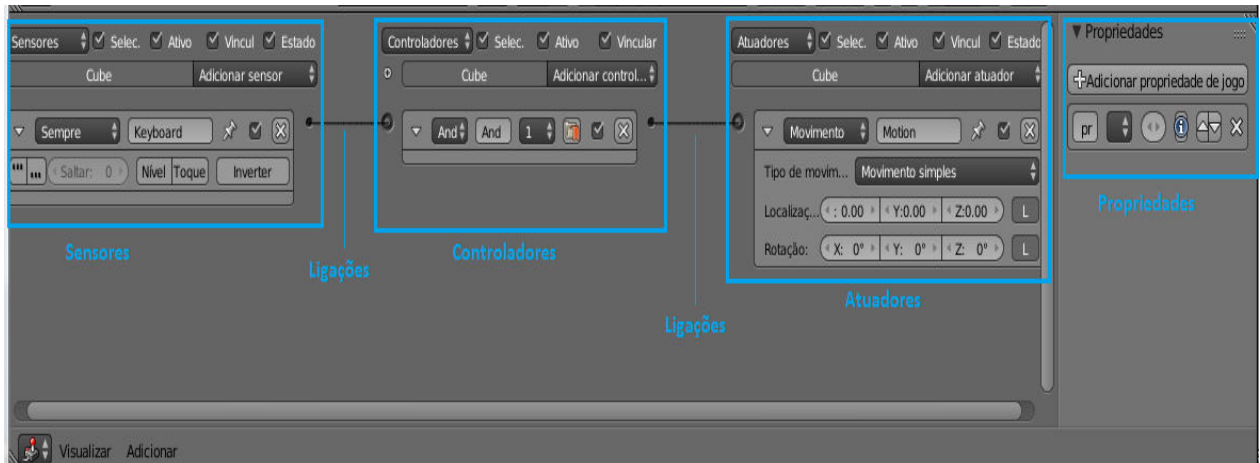 Sensores Selec. Ativo Vincul Estado
Cube Adicionar sensor
Sempre Keyboard
Saltar: 0 Nível Toque Inverter
Sensores
Ligações
Controladores Selec. Ativo Vincular
Cube Adicionar control...
And And 1
Controladores
Ligações
Atuadores Selec. Ativo Vincul Estado
Cube Adicionar atuador
Movimento Motion
Tipo de movim... Movimento simples
Localizaç... : 0.00 Y:0.00 Z:0.00 L
Rotação: X: 0° Y: 0° Z: 0° L
Atuadores
Propriedades
Adicionar propriedade de jogo
pr
Propriedades
Visualizar Adicionar